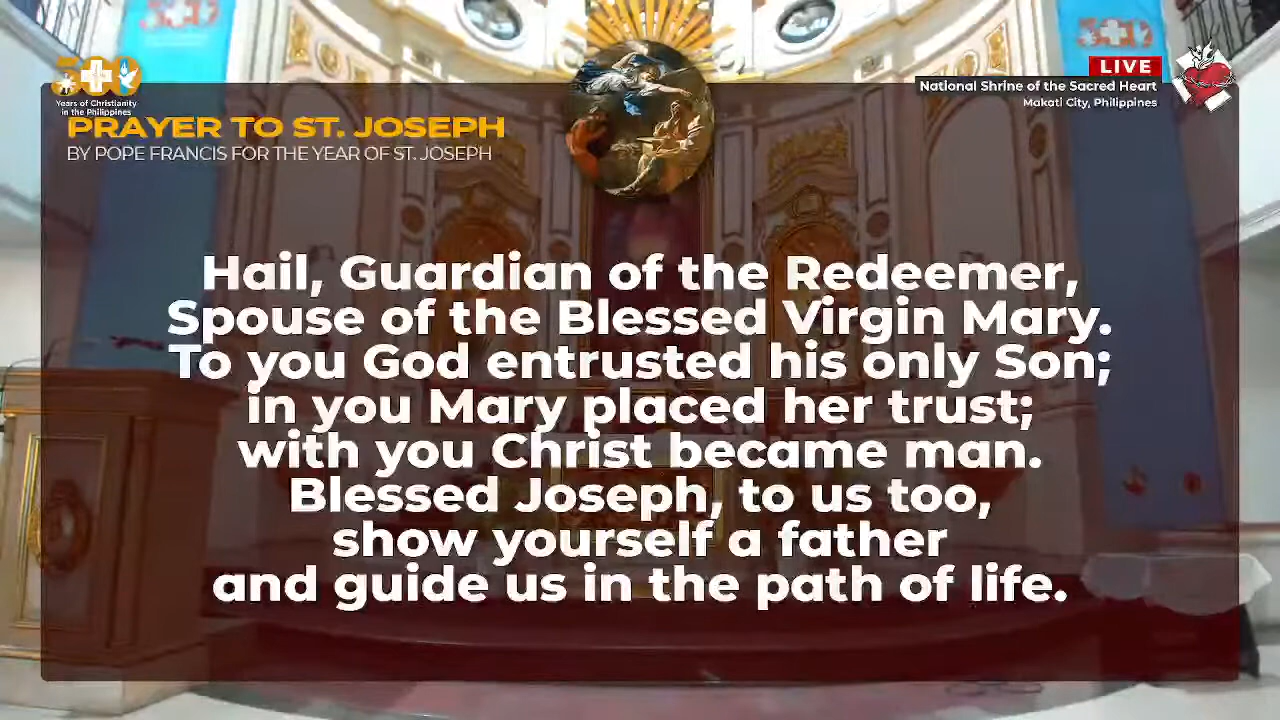 500
Years of Christianity
in the Philippines
PRAYER TO ST. JOSEPH
BY POPE FRANCIS FOR THE YEAR OF ST. JOSEPH
LIVE
National Shrine of the Sacred Heart
Makati City, Philippines
Hail, Guardian of the Redeemer,
Spouse of the Blessed Virgin Mary.
To you God entrusted his only Son;
in you Mary placed her trust;
with you Christ became man.
Blessed Joseph, to us too,
show yourself a father
and guide us in the path of life.